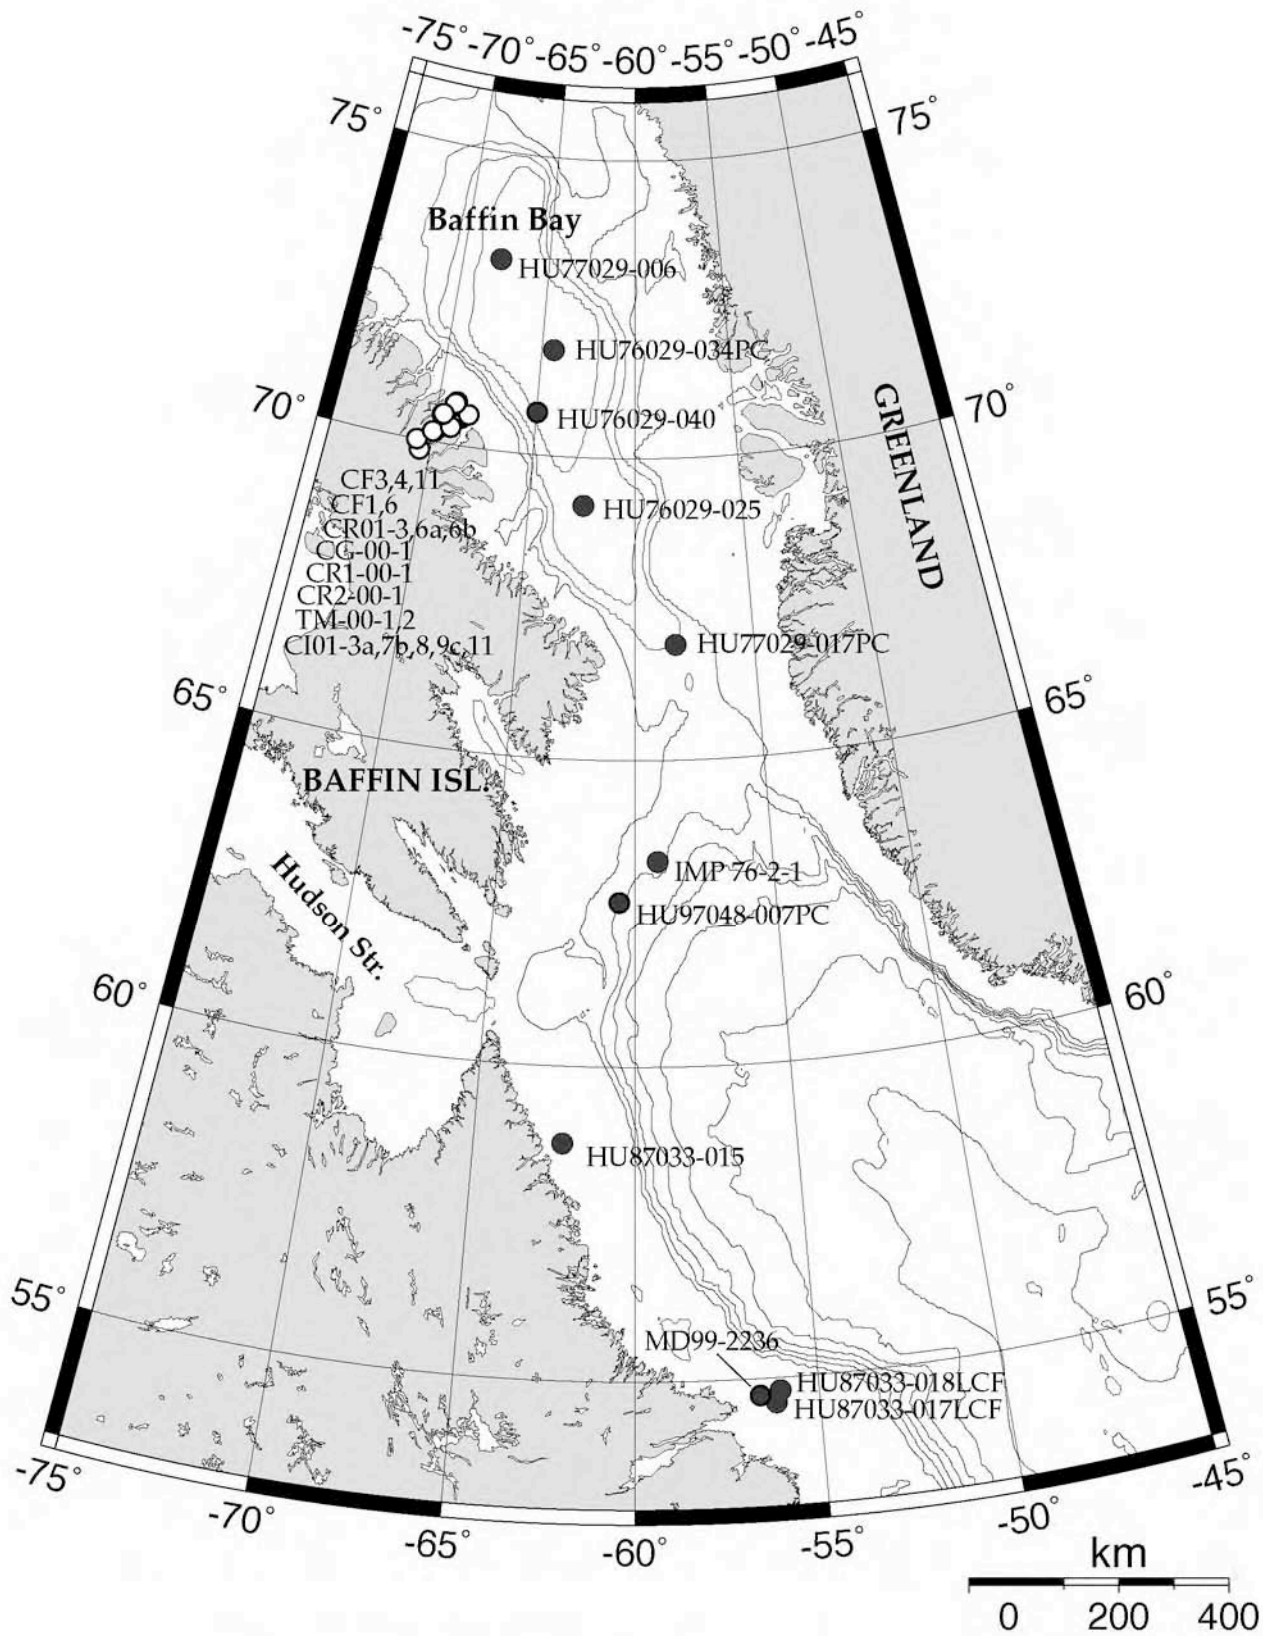 -75° -70° -65° -60° -55° -50° -45°
75° 75°
Baffin Bay
HU77029-006
HU76029-034PC
70° 70°
HU76029-040
GREENLAND
CF3,4,11
CF1,6
HU76029-025
CR01-3,6a,6b
CG-00-1
CR1-00-1
CR2-00-1
TM-00-1,2
CI01-3a,7b,8,9c,11
HU77029-017PC
65° 65°
BAFFIN ISL.
Hudson Str.
IMP 76-2-1
HU97048-007PC
60° 60°
HU87033-015
55° 55°
MD99-2236
HU87033-018LCF
HU87033-017LCF
-75° -70° -65° -60° -55° -50° -45°
km
0 200 400